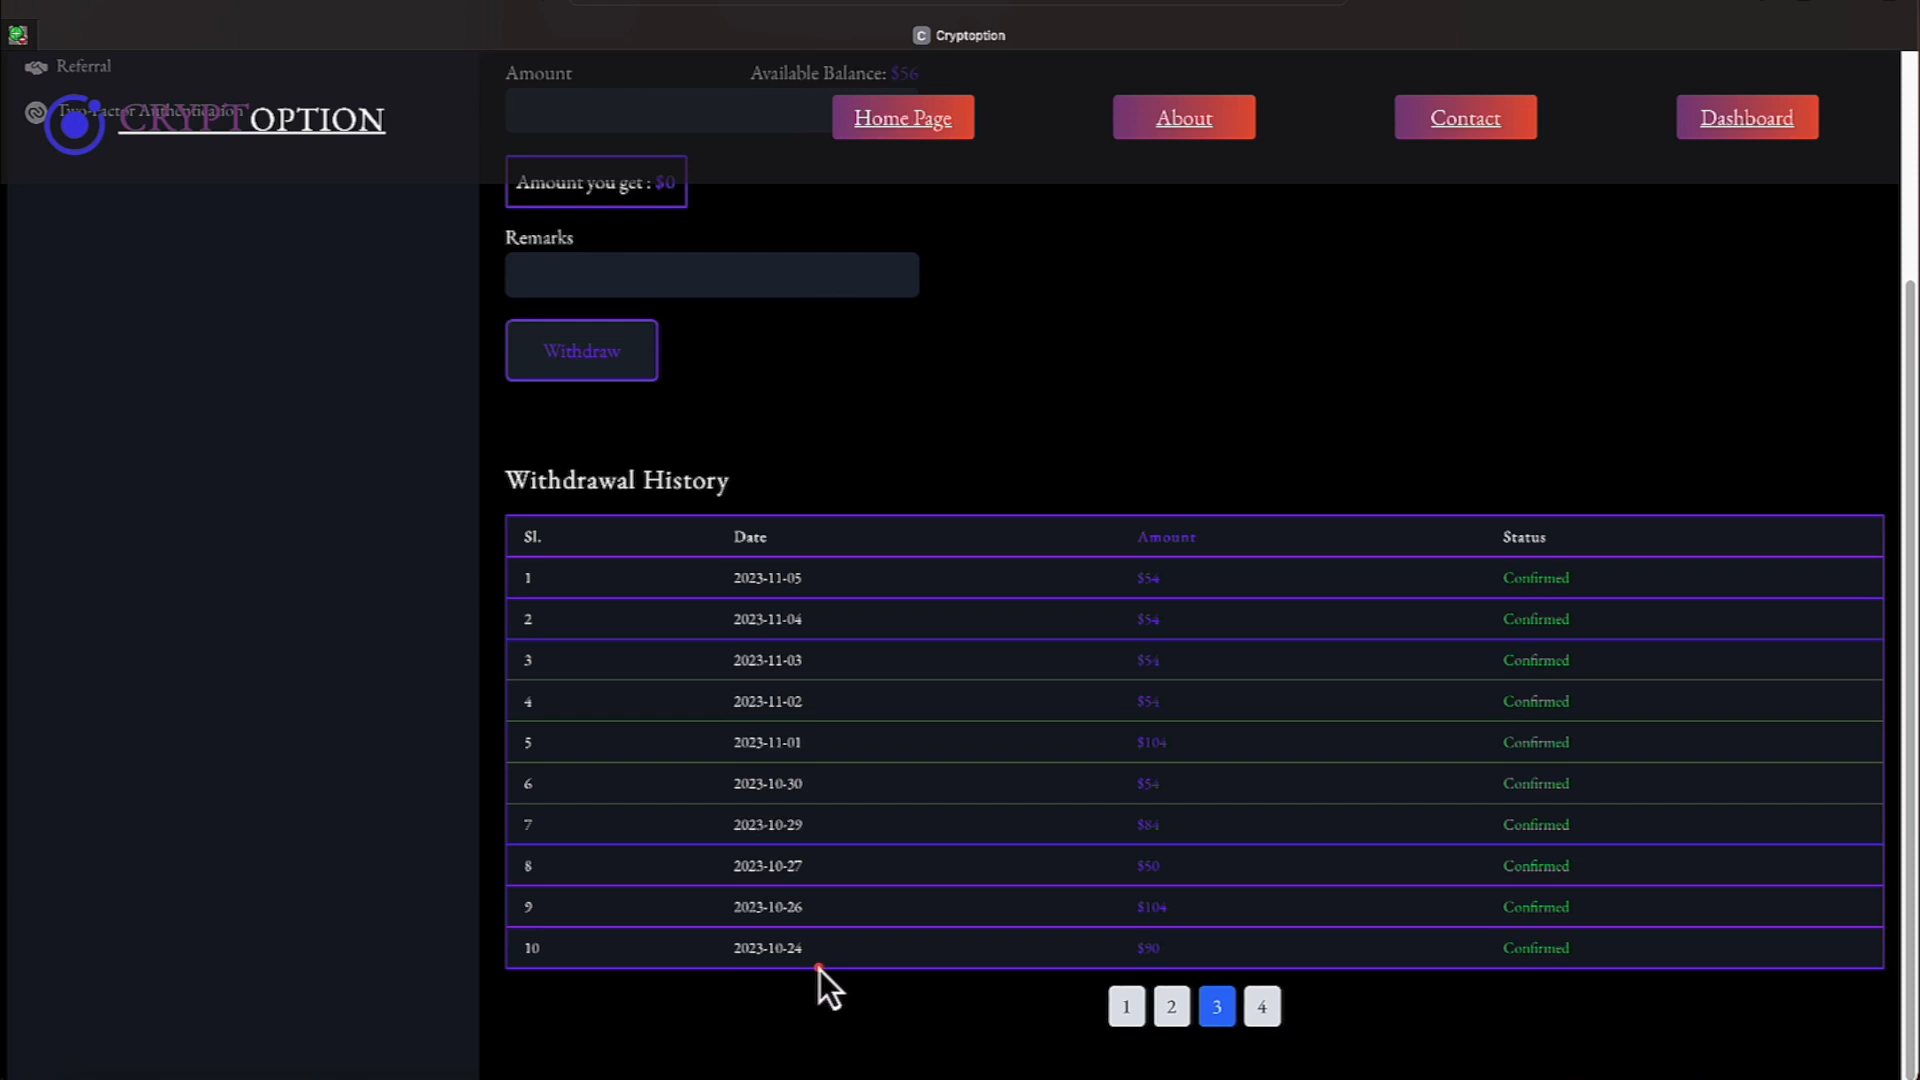 C Cryptoption
Referral
Two-Factor Authentication
CRYPTOPTION
Amount Available Balance: $56
Home Page About Contact Dashboard
Amount you get : $0
Remarks
Withdraw
Withdrawal History
Sl. Date Amount Status
1 2023-11-05 $54 Confirmed
2 2023-11-04 $54 Confirmed
3 2023-11-03 $54 Confirmed
4 2023-11-02 $54 Confirmed
5 2023-11-01 $104 Confirmed
6 2023-10-30 $54 Confirmed
7 2023-10-29 $84 Confirmed
8 2023-10-27 $50 Confirmed
9 2023-10-26 $104 Confirmed
10 2023-10-24 $90 Confirmed
1 2 3 4